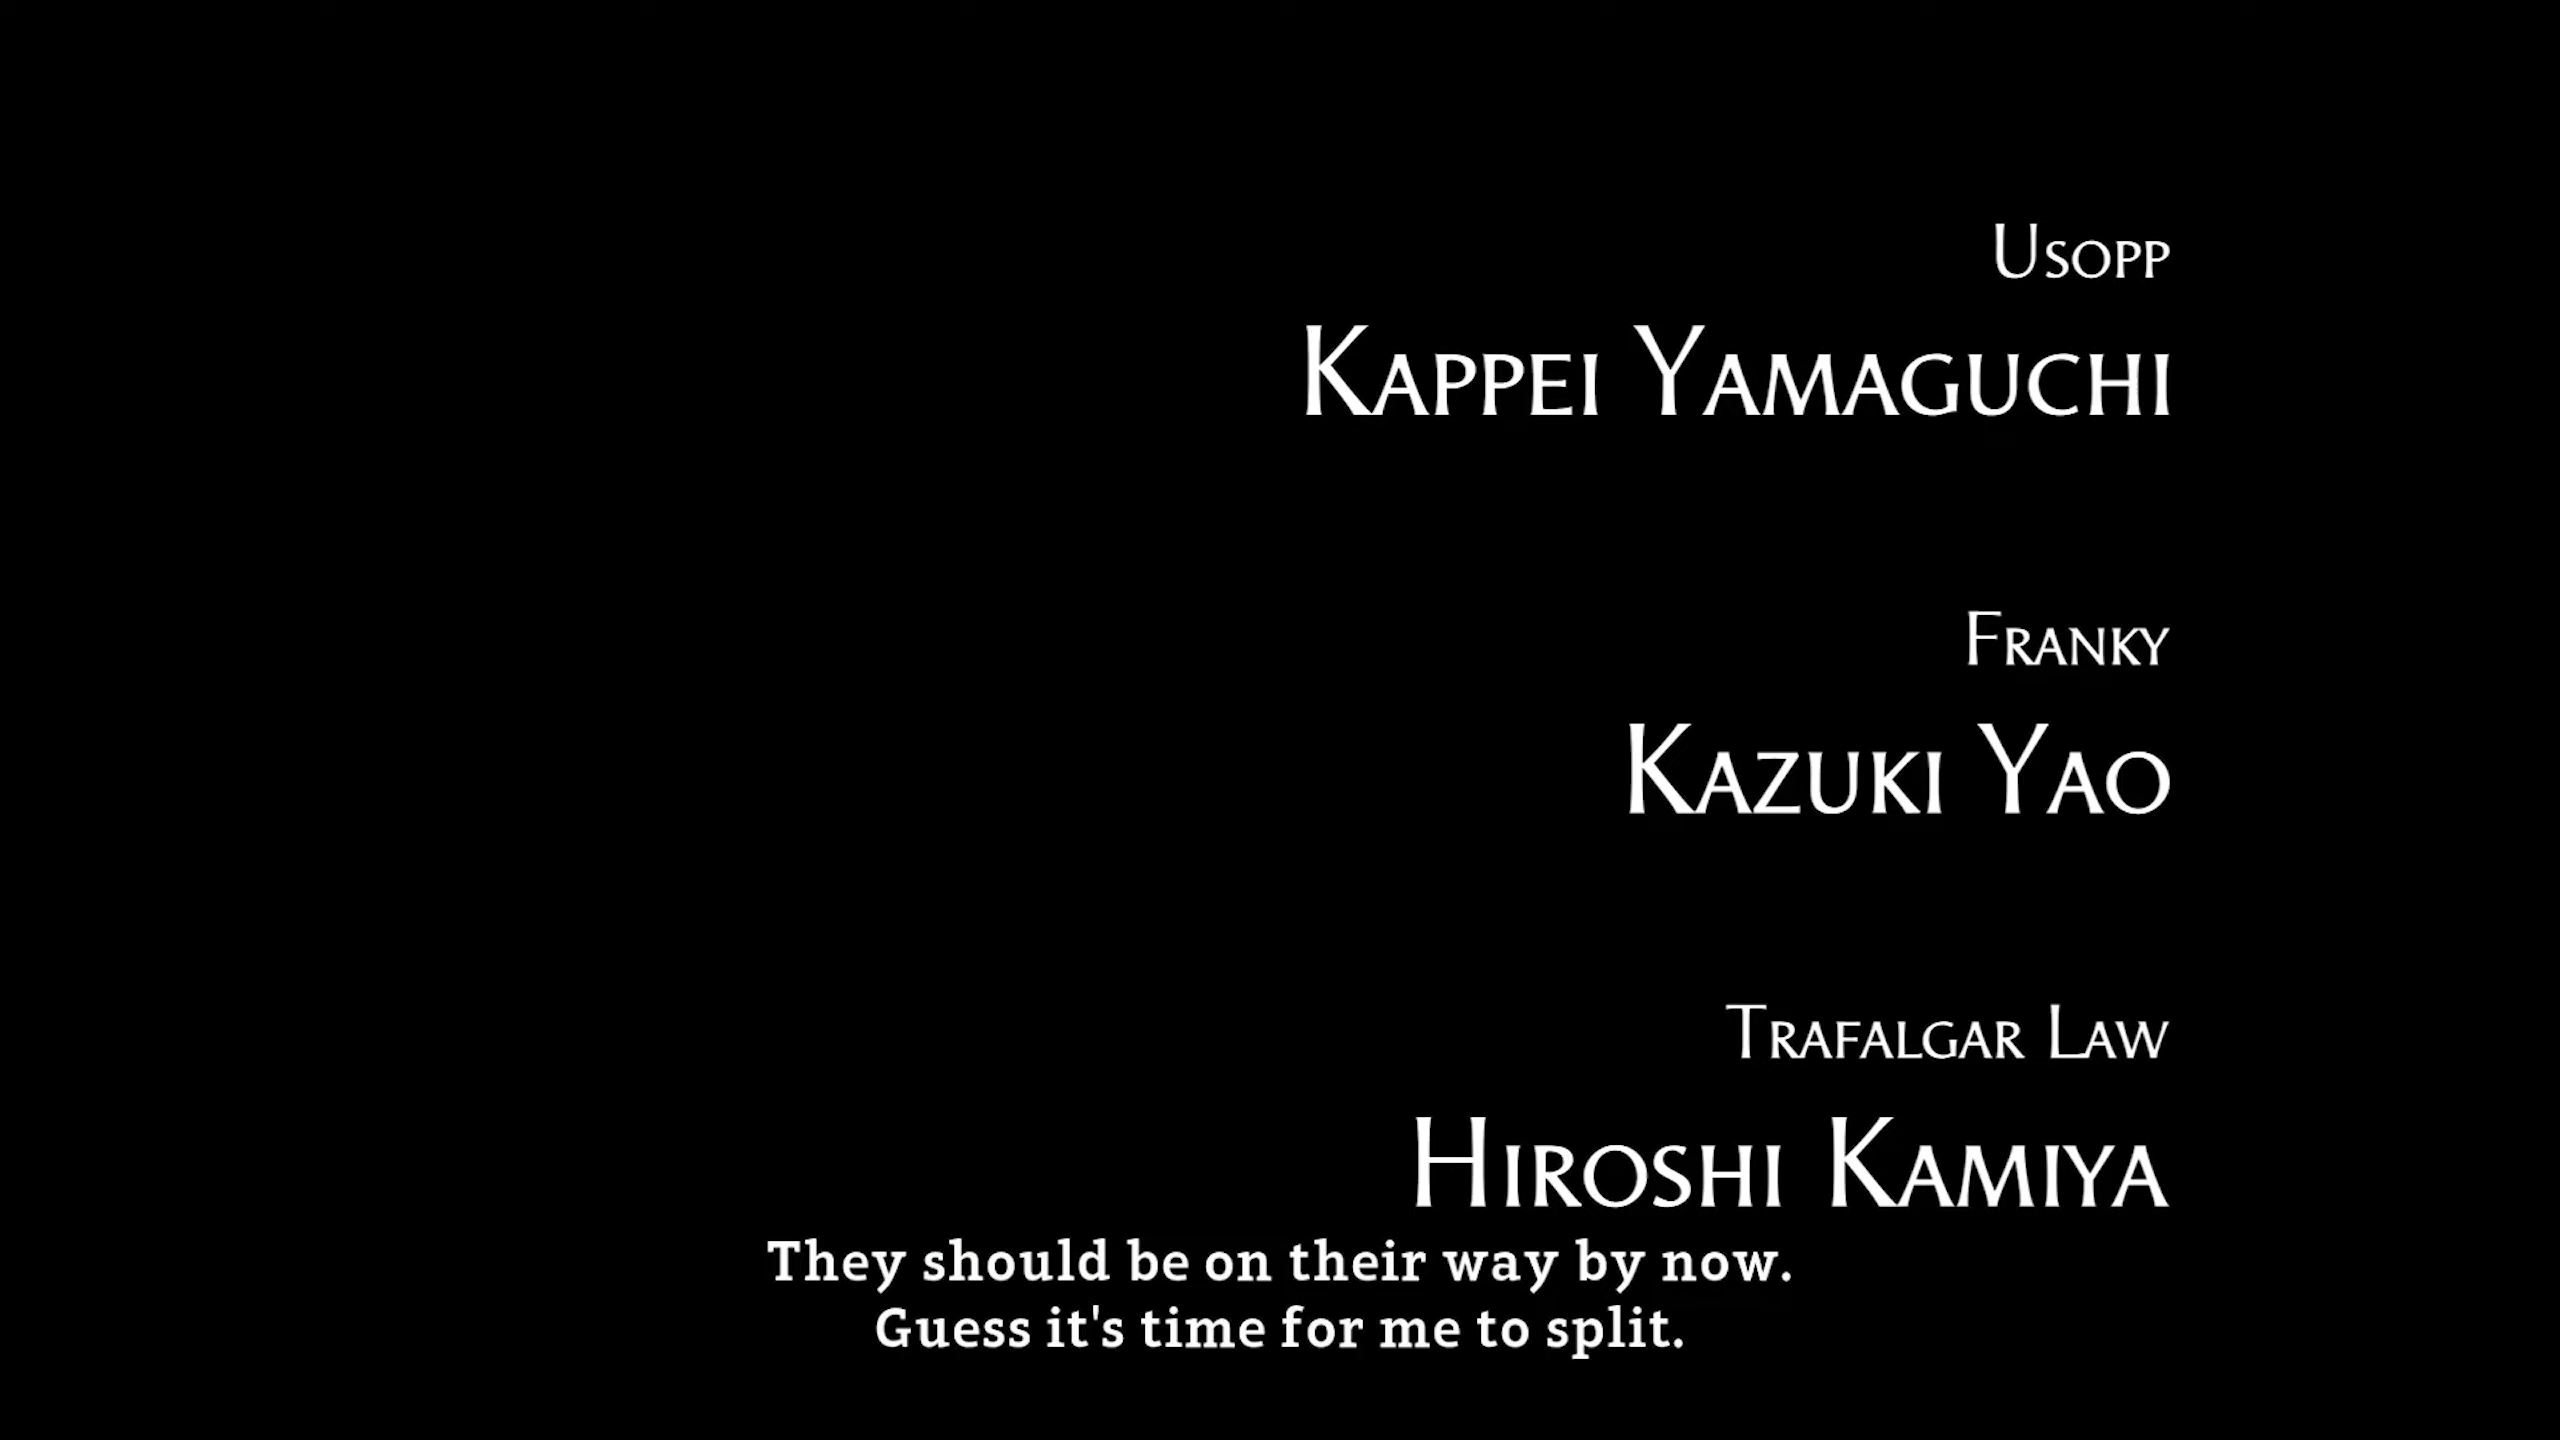 Usopp
Kappei Yamaguchi
Franky
Kazuki Yao
Trafalgar Law
Hiroshi Kamiya
They should be on their way by now.
Guess it's time for me to split.